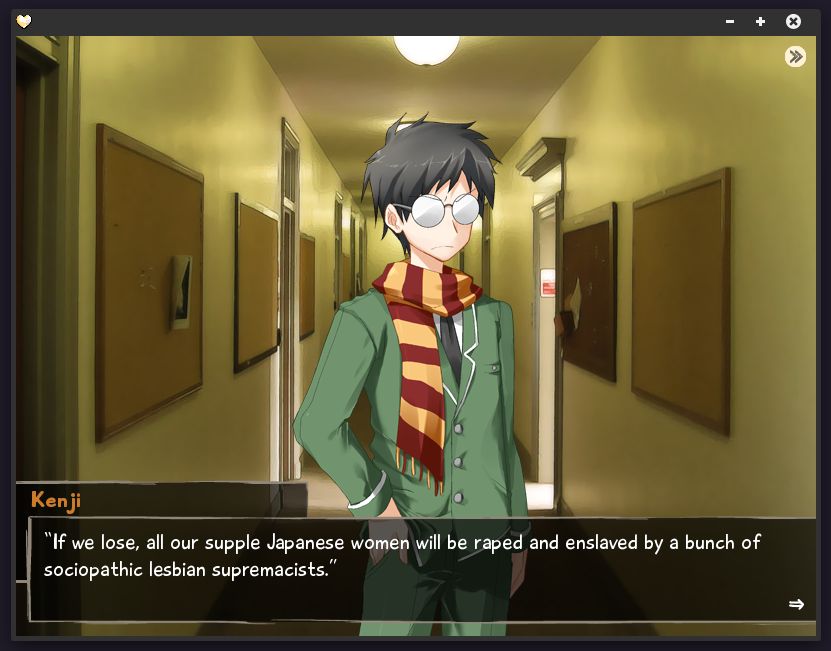 Kenji
“If we lose, all our supple Japanese women will be raped and enslaved by a bunch of
sociopathic lesbian supremacists.”